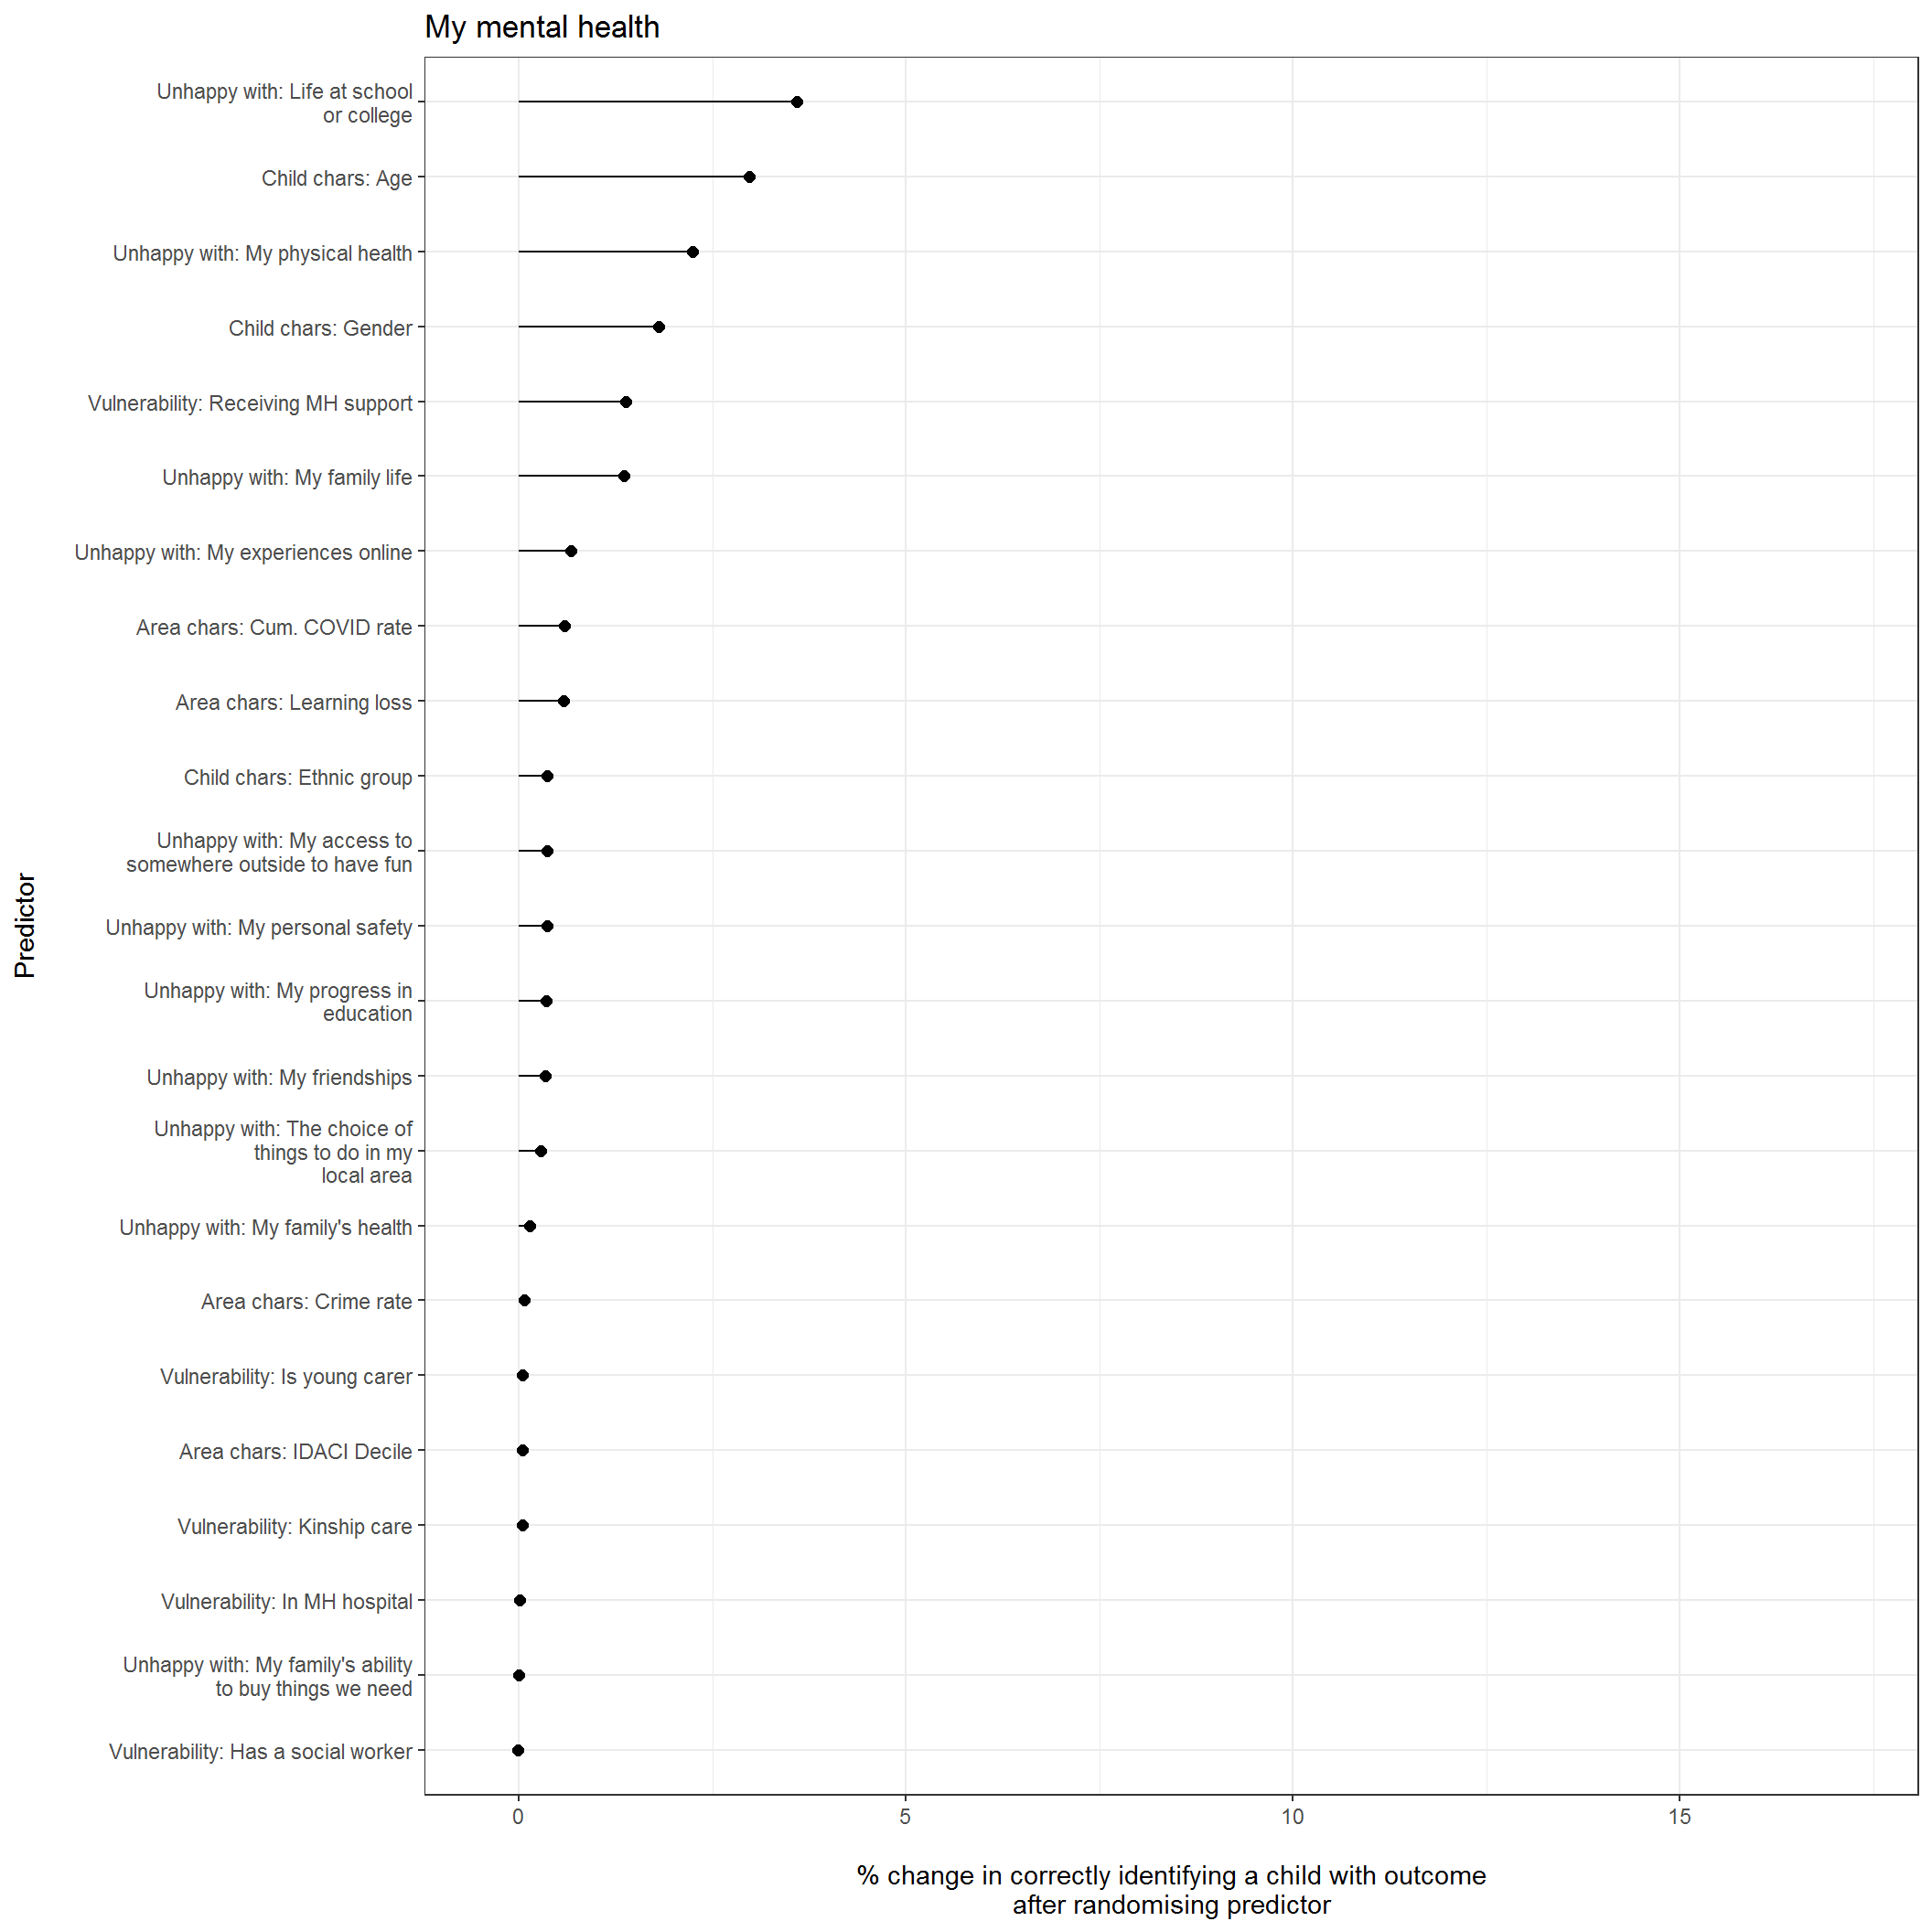 My mental health
Unhappy with: Life at school
or college
Child chars: Age
Unhappy with: My physical health
Child chars: Gender
Vulnerability: Receiving MH support
Unhappy with: My family life
Unhappy with: My experiences online
Area chars: Cum. COVID rate
Area chars: Learning loss
Child chars: Ethnic group
Unhappy with: My access to
somewhere outside to have fun
Unhappy with: My personal safety
Unhappy with: My progress in
education
Unhappy with: My friendships
Unhappy with: The choice of
things to do in my
local area
Unhappy with: My family's health
Area chars: Crime rate
Vulnerability: Is young carer
Area chars: IDACI Decile
Vulnerability: Kinship care
Vulnerability: In MH hospital
Unhappy with: My family's ability
to buy things we need
Vulnerability: Has a social worker
Predictor
0 5 10 15
% change in correctly identifying a child with outcome
after randomising predictor